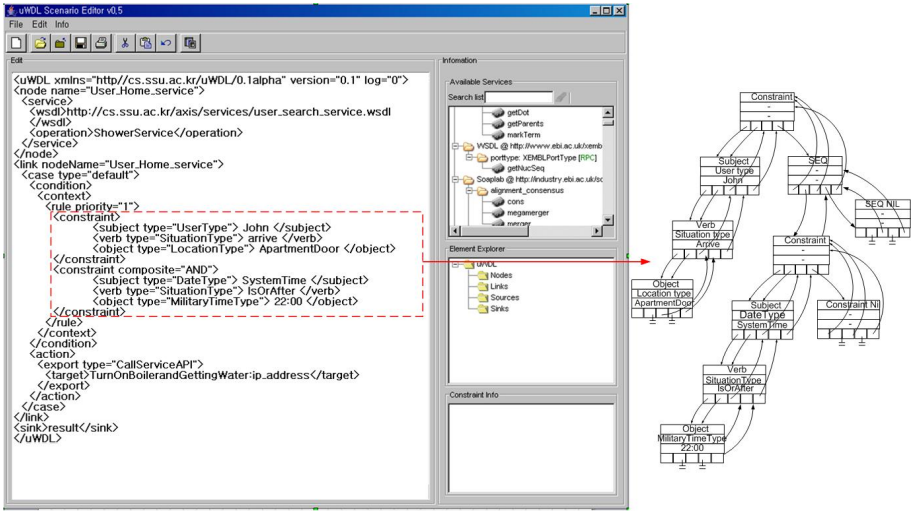 uWDL Scenario Editor v0,5
File Edit Info
Edit
<uWDL xmlns="http//cs.ssu.ac.kr/uWDL/0.1alpha" version="0.1" log="0">
<node name="User_Home_service">
<service>
<wsdl>http://cs.ssu.ac.kr/axis/services/user_search_service.wsdl
</wsdl>
<operation>ShowerService</operation>
</service>
</node>
<link nodeName="User_Home_service">
<case type="default">
<condition>
<context>
<rule priority="1">
<constraint>
<subject type="UserType"> John </subject>
<verb type="SituationType"> arrive </verb>
<object type="LocationType"> ApartmentDoor </object>
</constraint>
<constraint composite="AND">
<subject type="DateType"> SystemTime </subject>
<verb type="SituationType"> IsOrAfter </verb>
<object type="MilitaryTimeType"> 22:00 </object>
</constraint>
</rule>
</context>
</condition>
<action>
<export type="CallServiceAPI">
<target>TurnOnBoilerandGettingWater:ip_address</target>
</export>
</action>
</case>
</link>
<sink>result</sink>
</uWDL>
Infomation
Available Services
Search list
getDot
getParents
markTerm
WSDL @ http://www.ebi.ac.uk/xemb
porttype: XEMBLPortType [RPC]
getNucSeq
Soaplab @ http://industry.ebi.ac.uk/so
alignment_consensus
cons
megamerger
merger
Element Explorer
uWDL
Nodes
Links
Sources
Sinks
Constraint Info
Constraint
-
-
Subject
User type
John
SEQ
-
-
Verb
Situation type
Arrive
SEQ NIL
-
-
Constraint
-
-
Object
Location type
ApartmentDoor
Subject
DateType
SystemTime
Constraint Ni
-
-
Verb
SituationType
IsOrAfter
Object
MilitaryTimeType
22:00